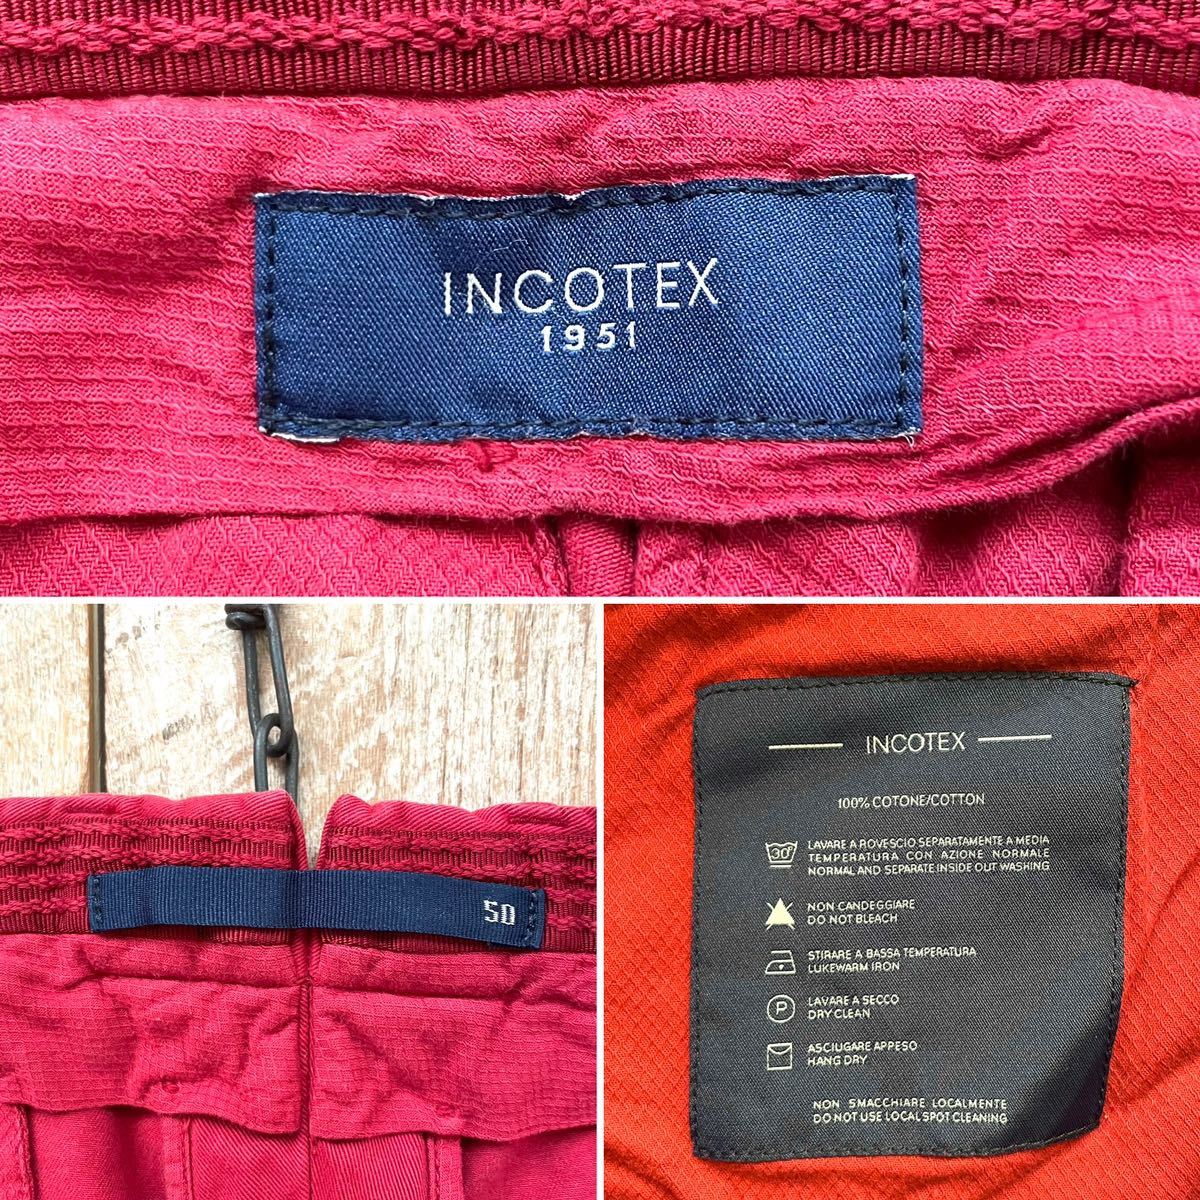 INCOTEX
1951
50
INCOTEX
100% COTONE/COTTON
30°
LAVARE A ROVESCIO SEPARATAMENTE A MEDIA
TEMPERATURA CON AZIONE NORMALE
NORMAL AND SEPARATE INSIDE OUT WASHING
NON CANDEGGIARE
DO NOT BLEACH
STIRARE A BASSA TEMPERATURA
LUKEWARM IRON
P
LAVARE A SECCO
DRY CLEAN
ASCIUGARE APPESO
HANG DRY
NON SMACCHIARE LOCALMENTE
DO NOT USE LOCAL SPOT CLEANING